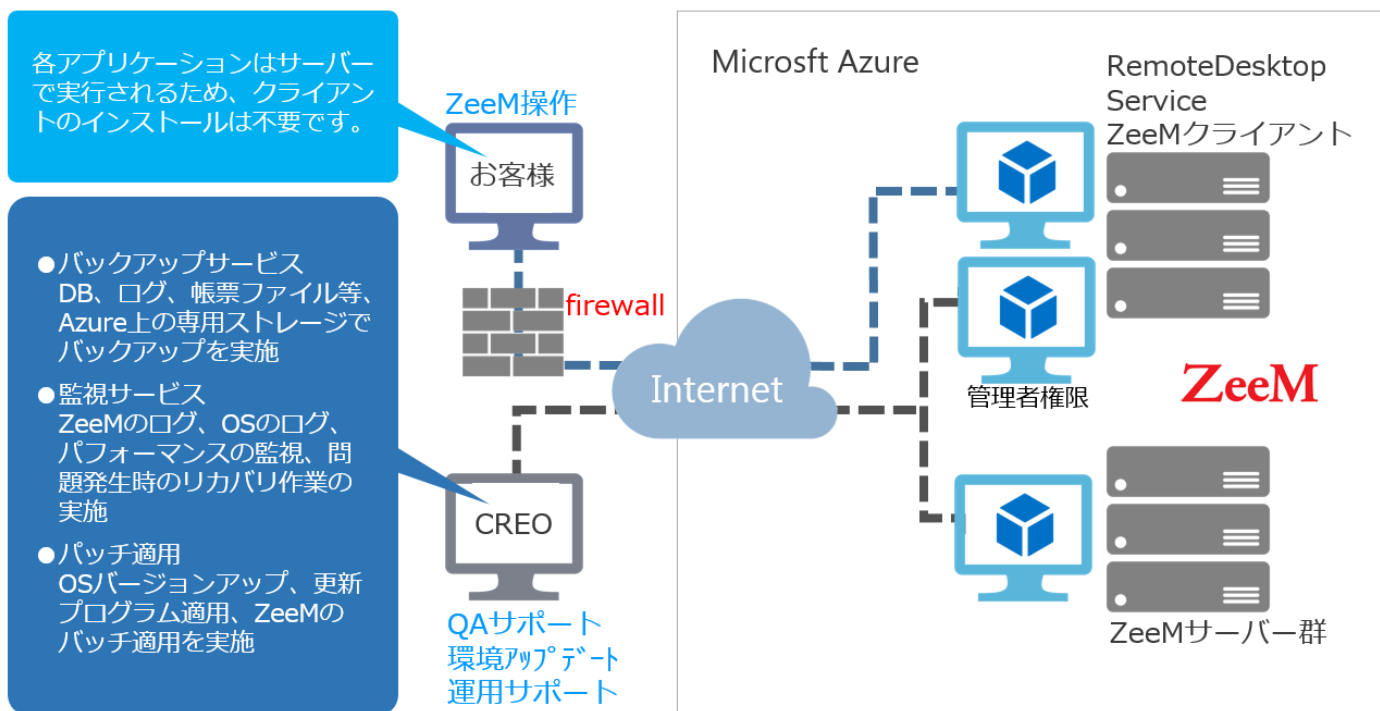 各アプリケーションはサーバー
で実行されるため、クライアン
トのインストールは不要です。
●バックアップサービス
DB、ログ、帳票ファイル等、
Azure上の専用ストレージで
バックアップを実施
●監視サービス
ZeeMのログ、OSのログ、
パフォーマンスの監視、問
題発生時のリカバリ作業の
実施
●パッチ適用
OSバージョンアップ、更新
プログラム適用、ZeeMの
パッチ適用を実施
ZeeM操作
お客様
firewall
Internet
CREO
QAサポート
環境ｱｯﾌﾟﾃﾞｰﾄ
運用サポート
Microsft Azure
RemoteDesktop
Service
ZeeMクライアント
管理者権限
ZeeM
ZeeMサーバー群